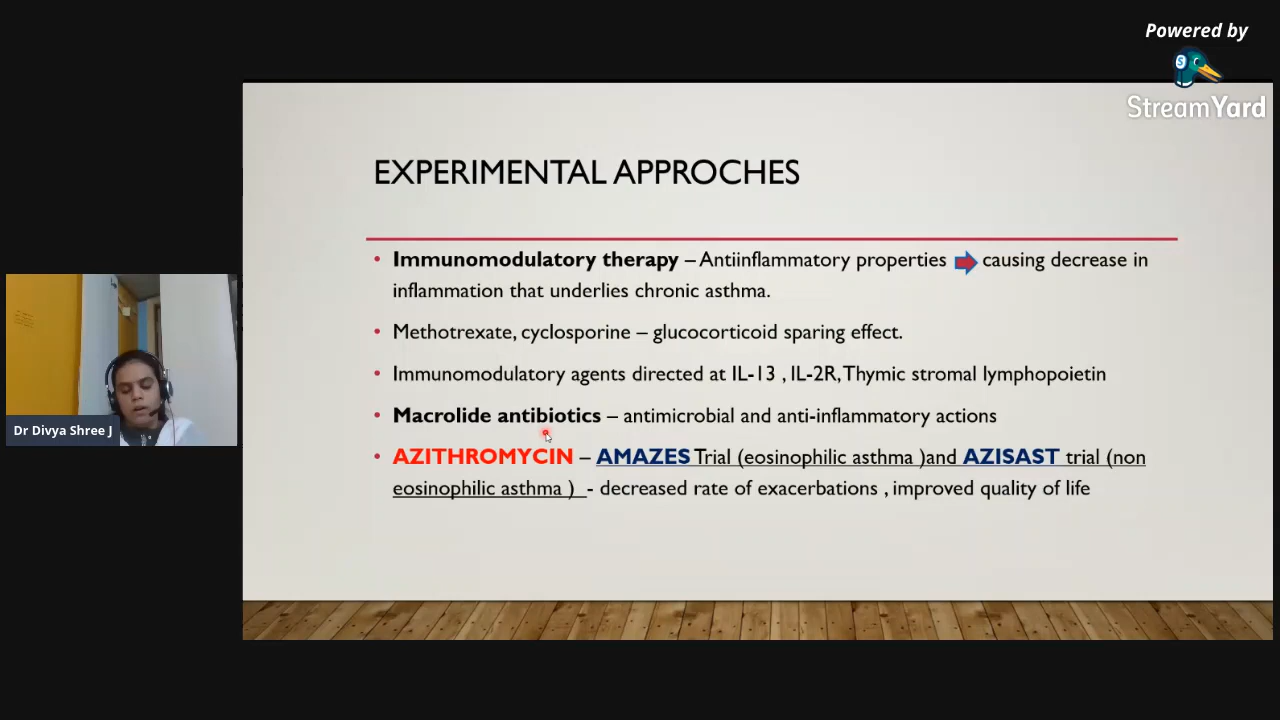 Powered by
StreamYard
EXPERIMENTAL APPROCHES
• Immunomodulatory therapy – Antiinflammatory properties causing decrease in
inflammation that underlies chronic asthma.
• Methotrexate, cyclosporine – glucocorticoid sparing effect.
• Immunomodulatory agents directed at IL-13 , IL-2R, Thymic stromal lymphopoietin
• Macrolide antibiotics – antimicrobial and anti-inflammatory actions
• AZITHROMYCIN – AMAZES Trial (eosinophilic asthma )and AZISAST trial (non
eosinophilic asthma ) - decreased rate of exacerbations , improved quality of life
Dr Divya Shree J